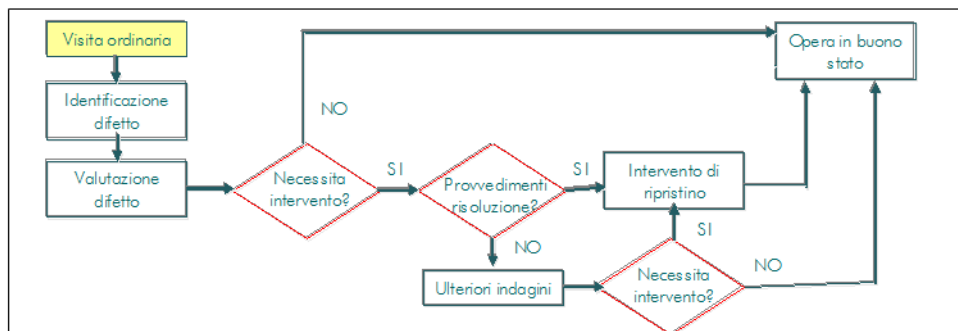 Visita ordinaria
Opera in buono
stato
Identificazione
difetto
NO
Valutazione
difetto
Necessita
intervento?
SI
Provvedimenti
risoluzione?
SI
Intervento di
ripristino
SI
NO
Ulteriori indagini
Necessita
intervento?
NO